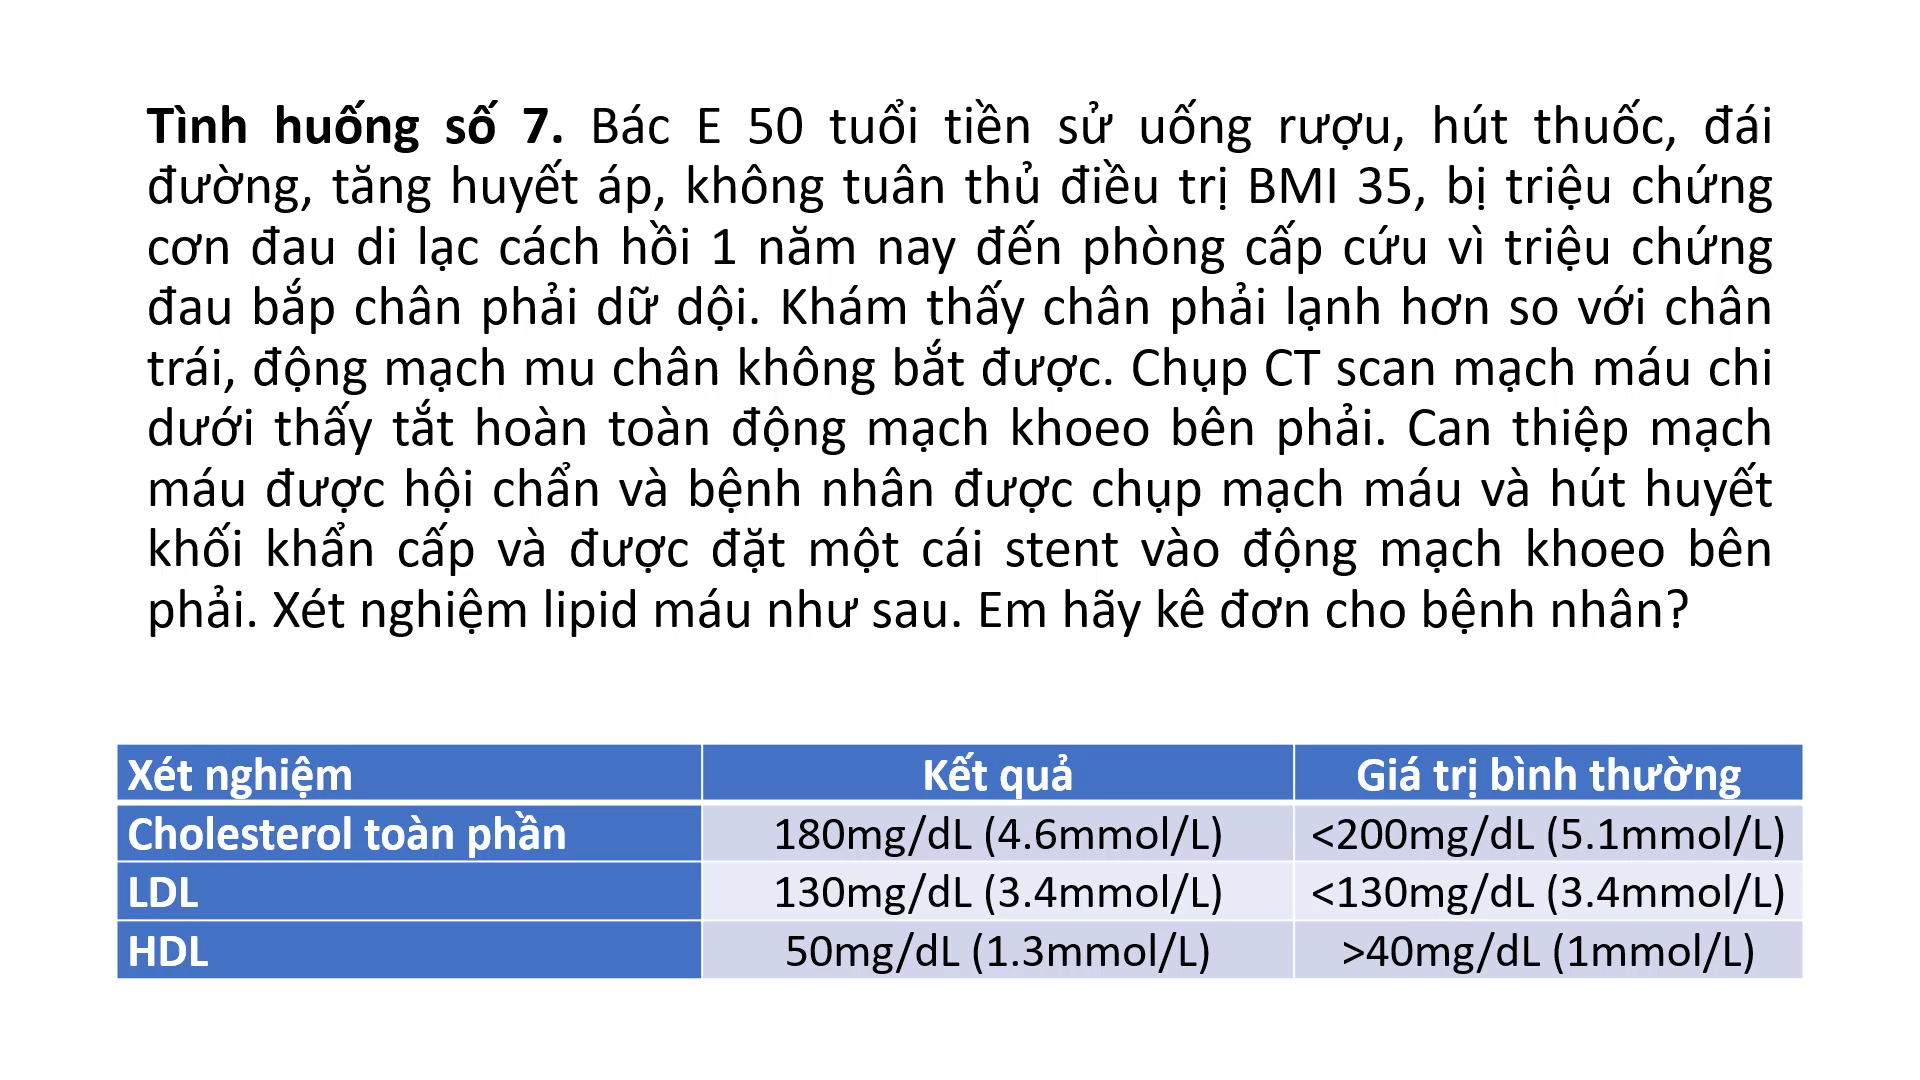 Tình huống số 7. Bác E 50 tuổi tiền sử uống rượu, hút thuốc, đái
đường, tăng huyết áp, không tuân thủ điều trị BMI 35, bị triệu chứng
cơn đau di lạc cách hồi 1 năm nay đến phòng cấp cứu vì triệu chứng
đau bắp chân phải dữ dội. Khám thấy chân phải lạnh hơn so với chân
trái, động mạch mu chân không bắt được. Chụp CT scan mạch máu chi
dưới thấy tắt hoàn toàn động mạch khoeo bên phải. Can thiệp mạch
máu được hội chẩn và bệnh nhân được chụp mạch máu và hút huyết
khối khẩn cấp và được đặt một cái stent vào động mạch khoeo bên
phải. Xét nghiệm lipid máu như sau. Em hãy kê đơn cho bệnh nhân?
Xét nghiệm Kết quả Giá trị bình thường
Cholesterol toàn phần 180mg/dL (4.6mmol/L) <200mg/dL (5.1mmol/L)
LDL 130mg/dL (3.4mmol/L) <130mg/dL (3.4mmol/L)
HDL 50mg/dL (1.3mmol/L) >40mg/dL (1mmol/L)